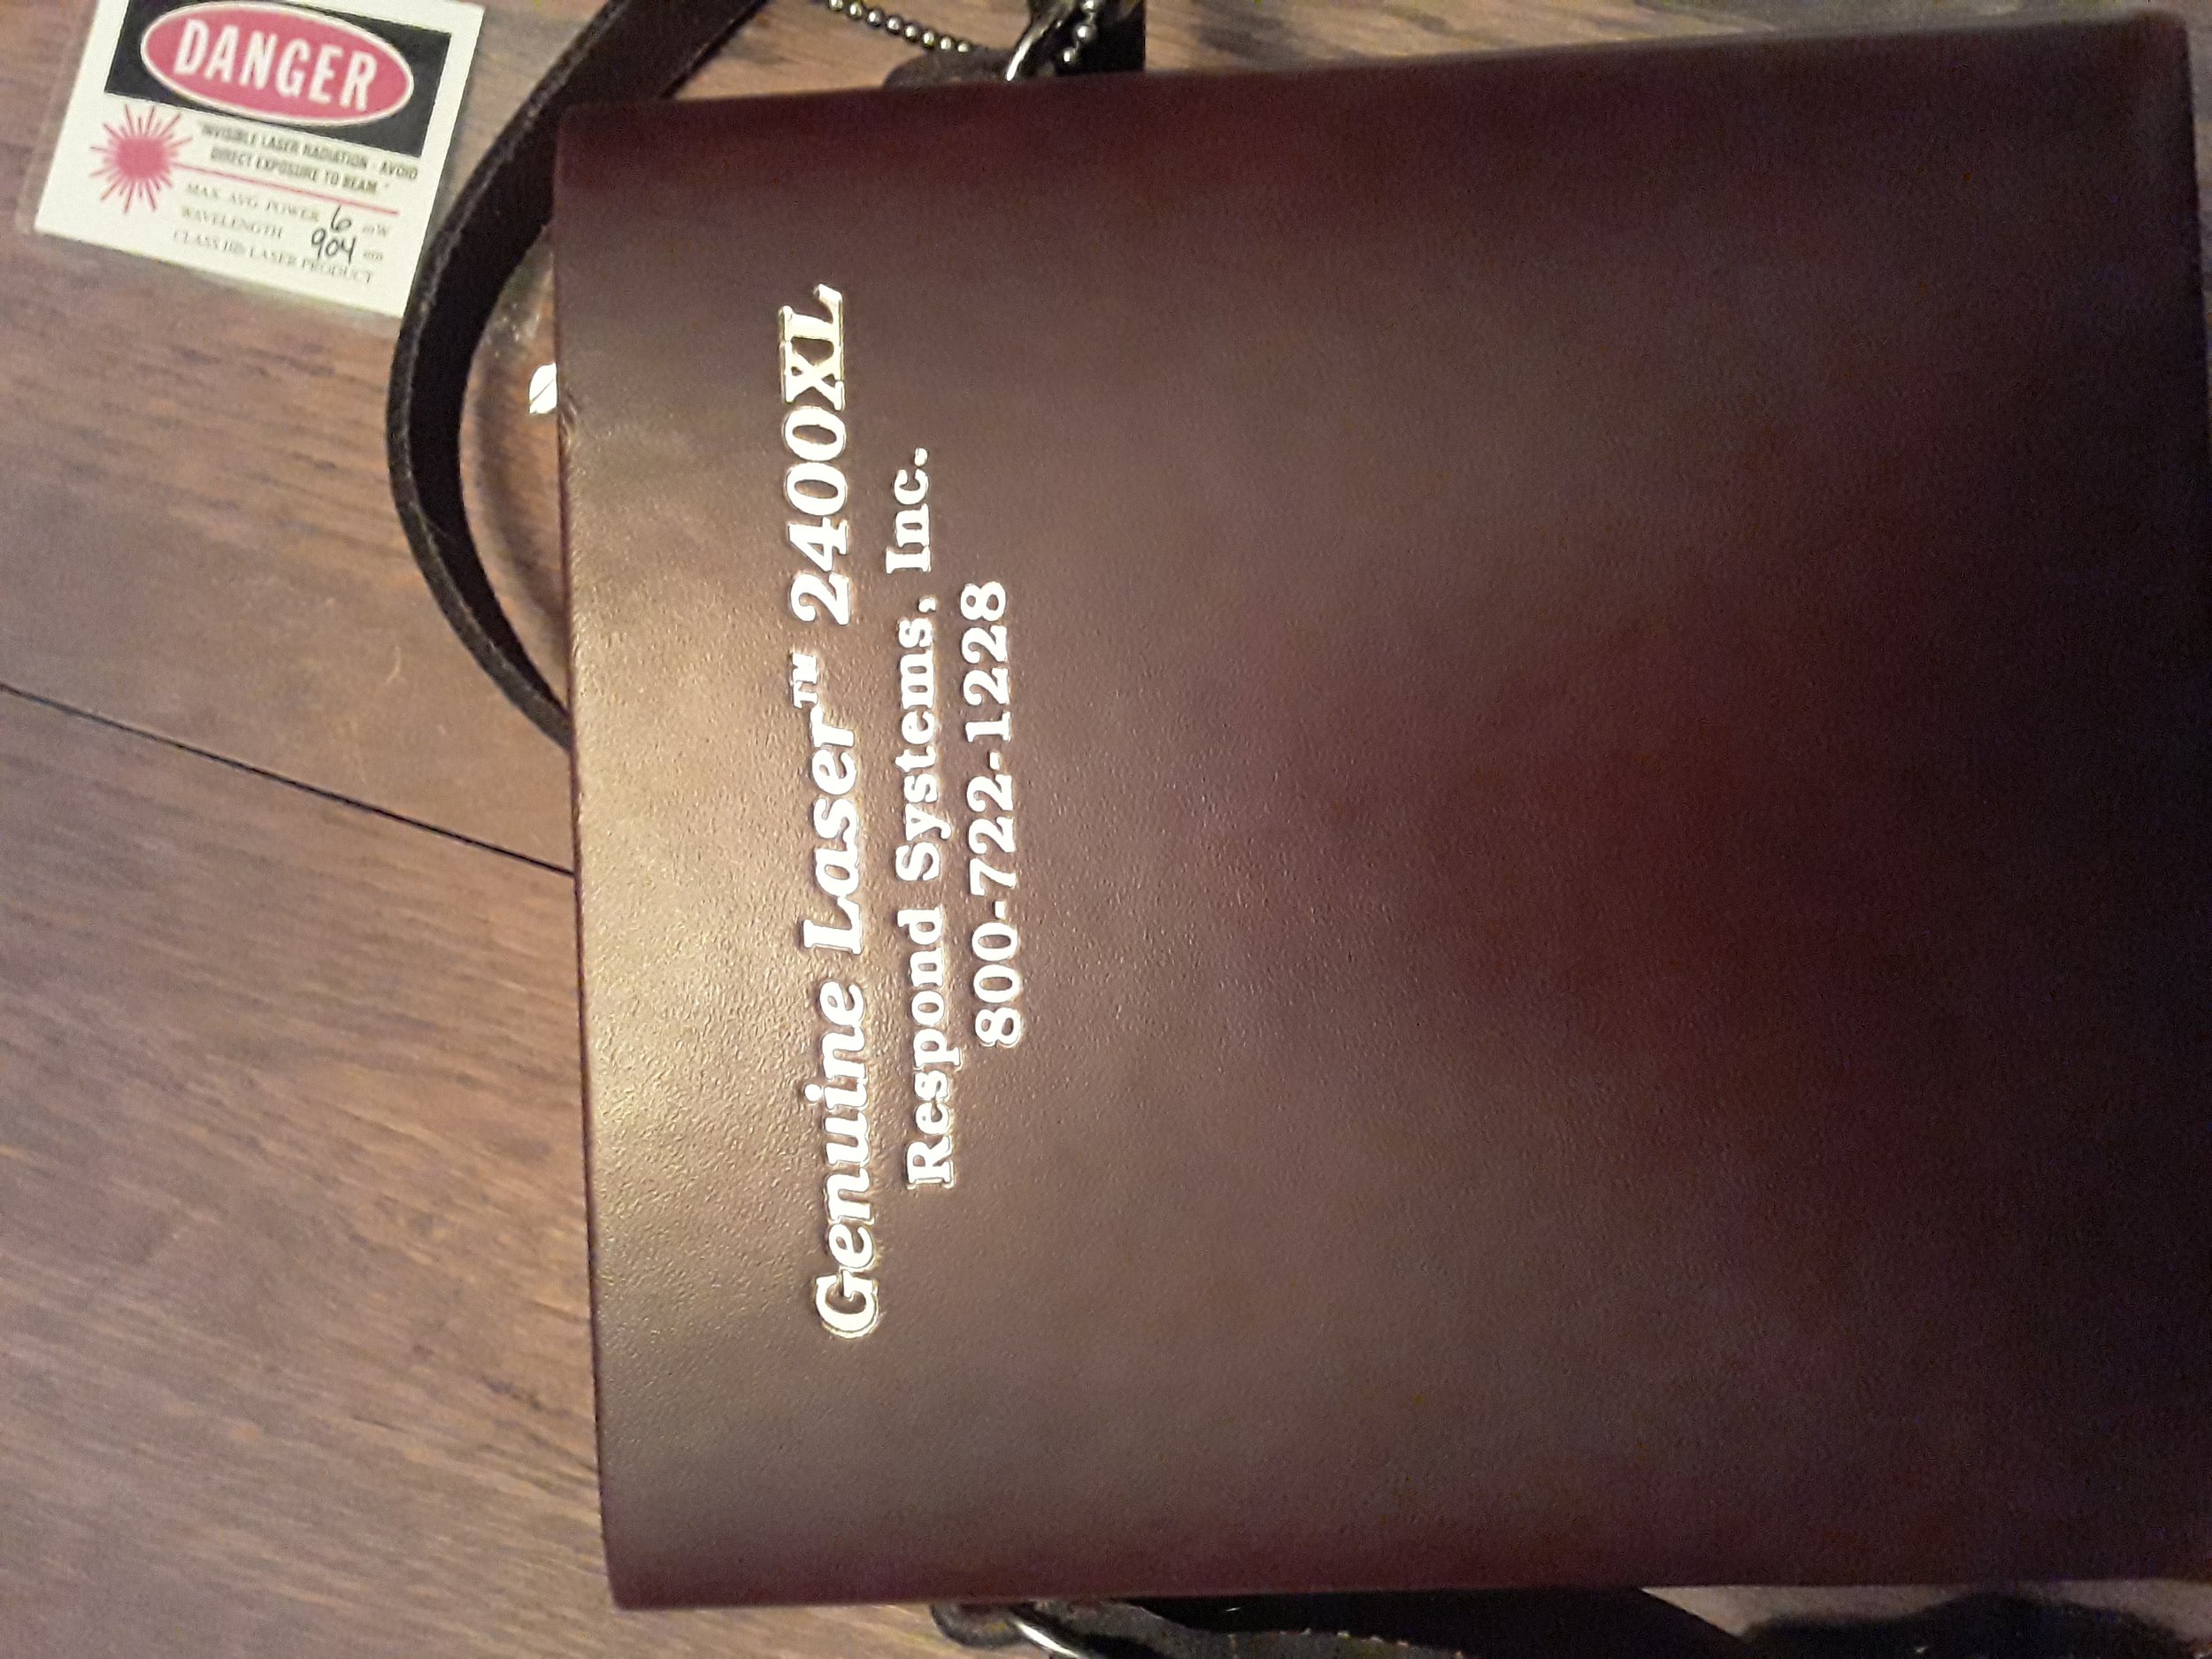 DANGER
"INVISIBLE LASER RADIATION - AVOID
DIRECT EXPOSURE TO BEAM."
MAX. AVG. POWER 6 mW
WAVELENGTH 904 nm
CLASS IIIb LASER PRODUCT
Genuine Laser™ 2400XL
Respond Systems, Inc.
800-722-1228